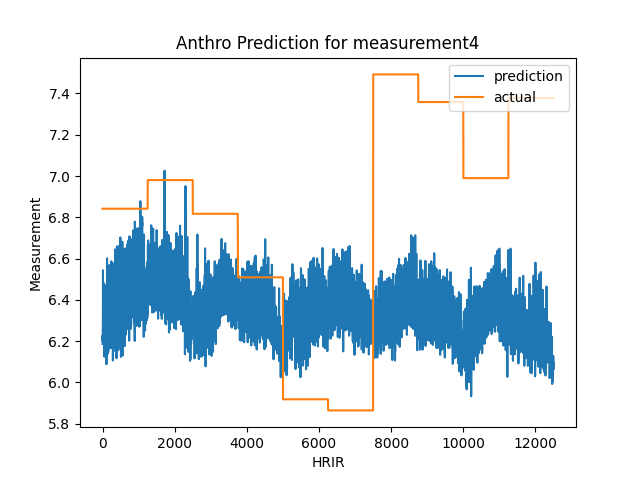 Anthro Prediction for measurement4
prediction
actual
Measurement
7.4
7.2
7.0
6.8
6.6
6.4
6.2
6.0
5.8
0 2000 4000 6000 8000 10000 12000
HRIR